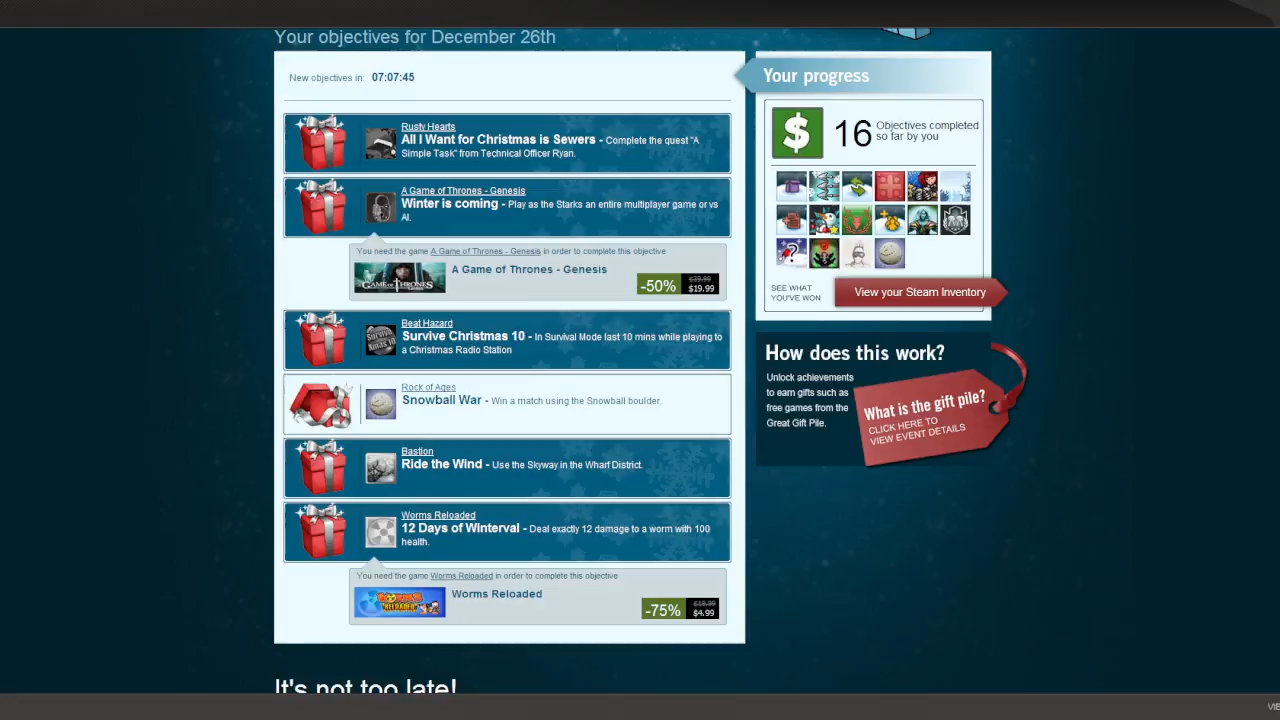 Your objectives for December 26th
New objectives in: 07:07:45
Rusty Hearts
All I Want for Christmas is Sewers - Complete the quest "A
Simple Task" from Technical Officer Ryan.
A Game of Thrones - Genesis
Winter is coming - Play as the Starks an entire multiplayer game or vs
AI.
You need the game A Game of Thrones - Genesis in order to complete this objective
GAME OF THRONES
A Game of Thrones - Genesis
-50%
$39.99
$19.99
Beat Hazard
Survive Christmas 10 - In Survival Mode last 10 mins while playing to
a Christmas Radio Station
Rock of Ages
Snowball War - Win a match using the Snowball boulder.
Bastion
Ride the Wind - Use the Skyway in the Wharf District.
Worms Reloaded
12 Days of Winterval - Deal exactly 12 damage to a worm with 100
health.
You need the game Worms Reloaded in order to complete this objective
WORMS
RELOADED
Worms Reloaded
-75%
$19.99
$4.99
It's not too late!
Your progress
$
16
Objectives completed
so far by you
SEE WHAT
YOU'VE WON
View your Steam Inventory
How does this work?
Unlock achievements
to earn gifts such as
free games from the
Great Gift Pile.
What is the gift pile?
CLICK HERE TO
VIEW EVENT DETAILS